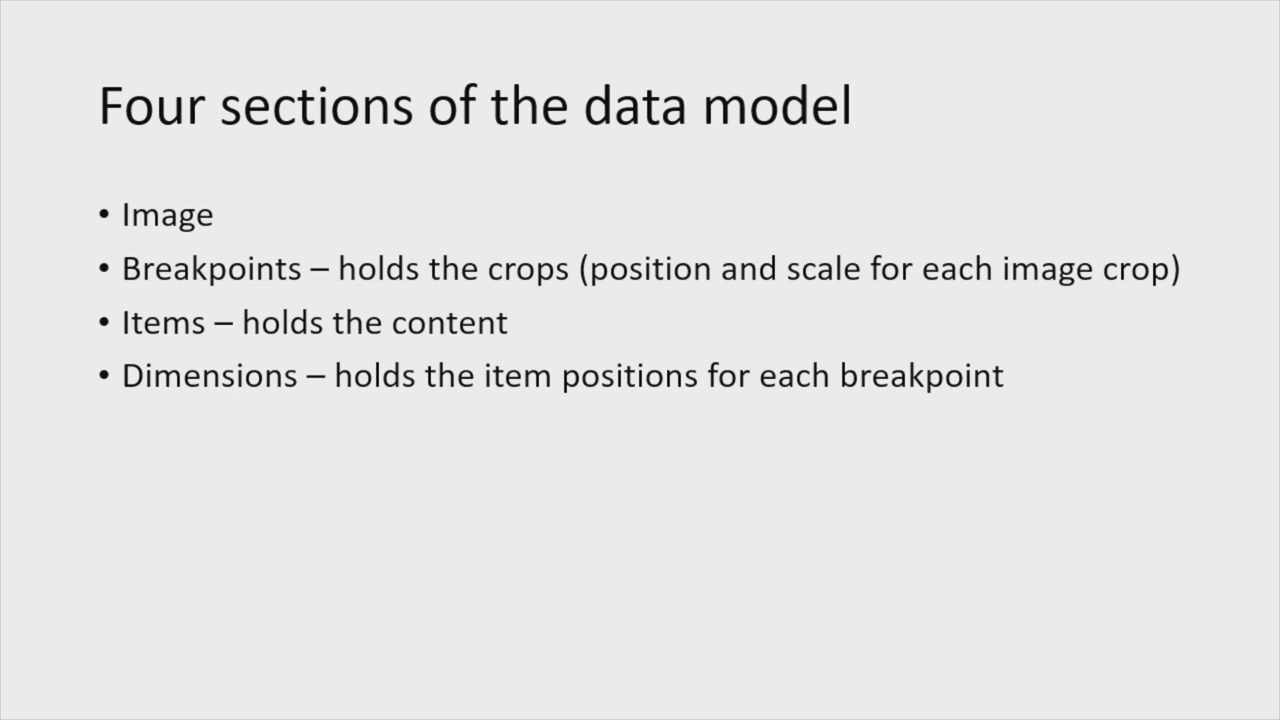 Four sections of the data model
• Image
• Breakpoints – holds the crops (position and scale for each image crop)
• Items – holds the content
• Dimensions – holds the item positions for each breakpoint